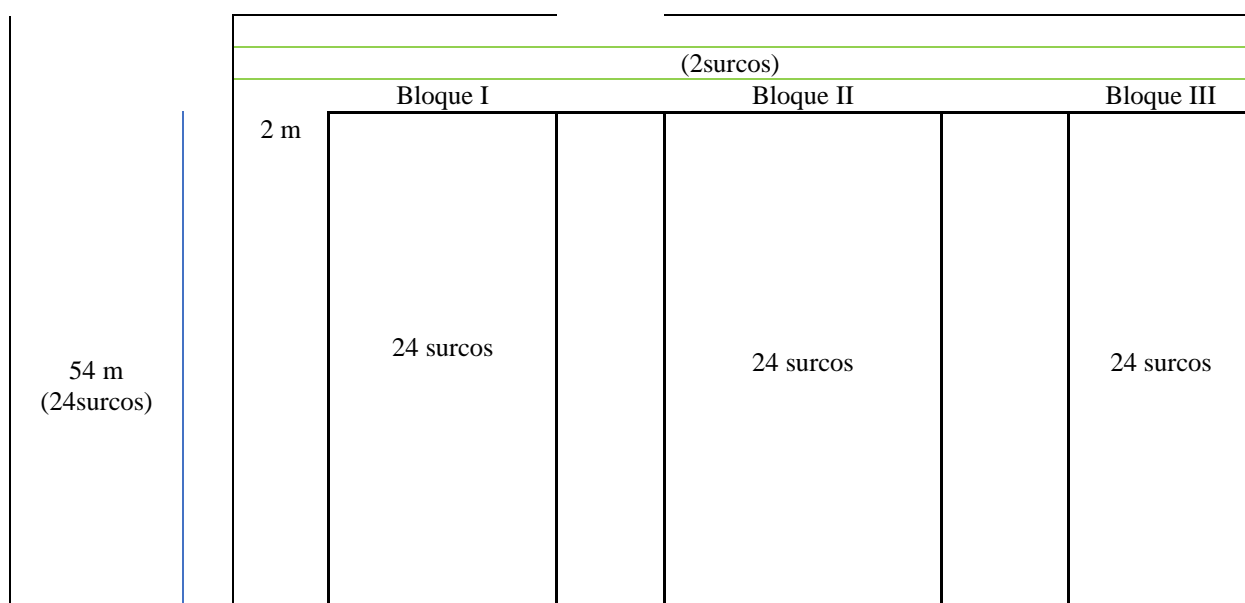 (2surcos)
Bloque I
Bloque II
Bloque III
2 m
24 surcos
24 surcos
24 surcos
54 m
(24surcos)